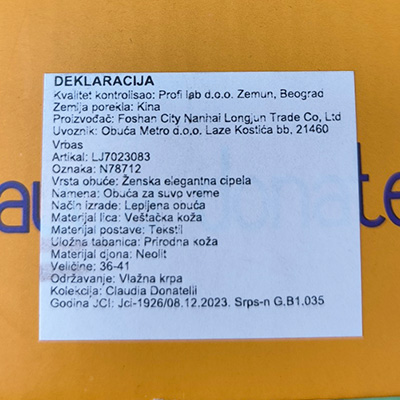 DEKLARACIJA
Kvalitet kontrolisao: Profi lab d.o.o. Zemun, Beograd
Zemlja porekla: Kina
Proizvođač: Foshan City Nanhai Longjun Trade Co, Ltd
Uvoznik: Obuća Metro d.o.o. Laze Kostića bb, 21460
Vrbas
Artikal: LJ7023083
Oznaka: N78712
Vrsta obuće: Ženska elegantna cipela
Namena: Obuća za suvo vreme
Način izrade: Lepljena obuća
Materijal lica: Veštačka koža
Materijal postave: Tekstil
Uložna tabanica: Prirodna koža
Materijal djona: Neolit
Veličine: 36-41
Održavanje: Vlažna krpa
Kolekcija: Claudia Donatelli
Godina JCI: Jci-1926/08.12.2023. Srps-n G.B1.035